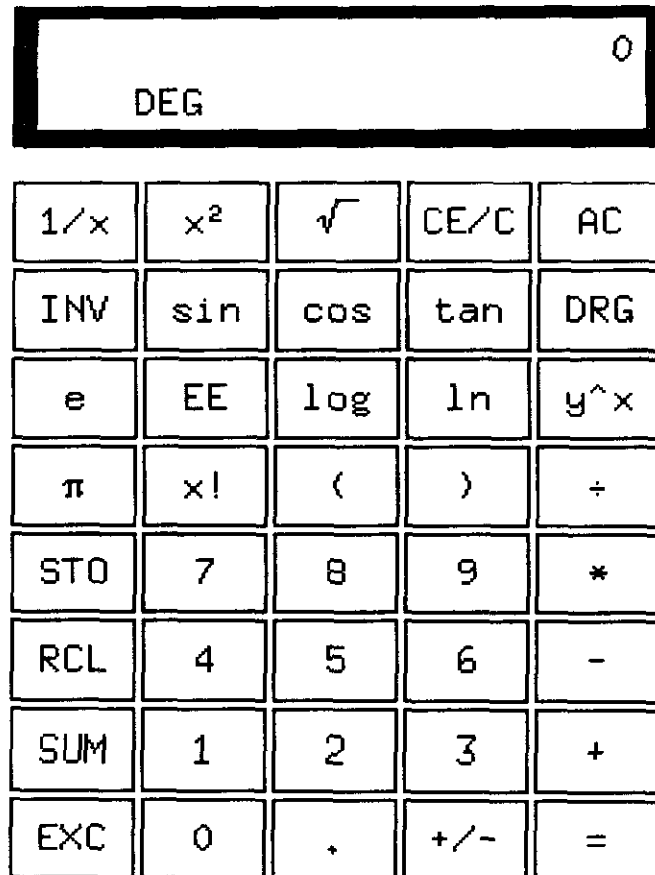 0
DEG
1/x x² √ CE/C AC
INV sin cos tan DRG
e EE log ln y^x
π x! ( ) ÷
STO 7 8 9 *
RCL 4 5 6 -
SUM 1 2 3 +
EXC 0 . +/- =